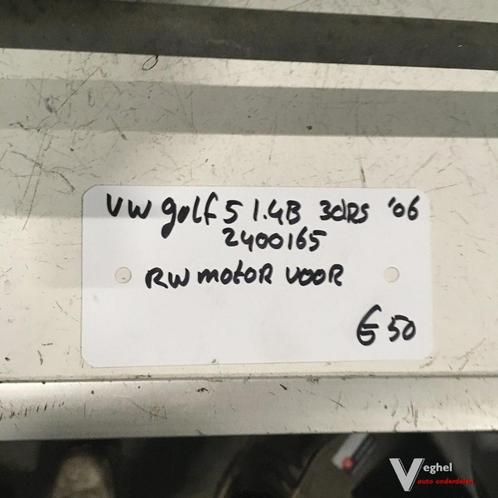 VW golf 5 1.4B 3dRS '06
2400165
RW motoR VOOR
€ 50
Veghel
auto onderdelen